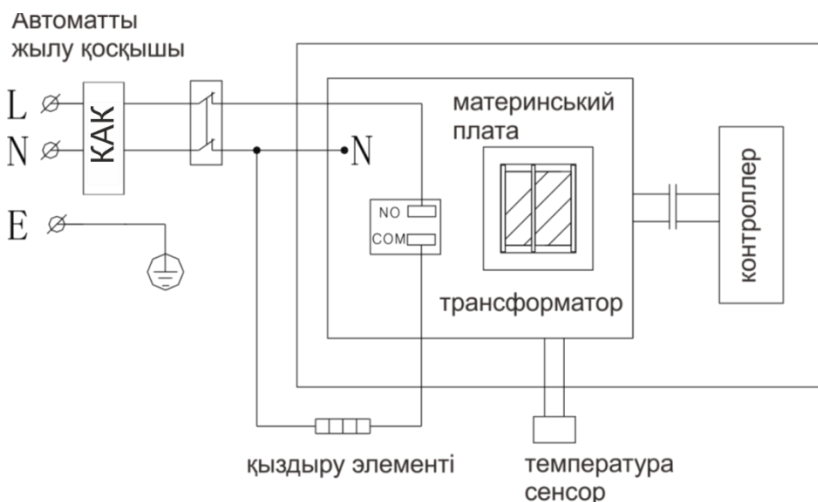 Автоматты
жылу қосқышы
L
N
E
КАК
N
NO
COM
материнський
плата
трансформатор
контроллер
қыздыру элементі
температура
сенсор